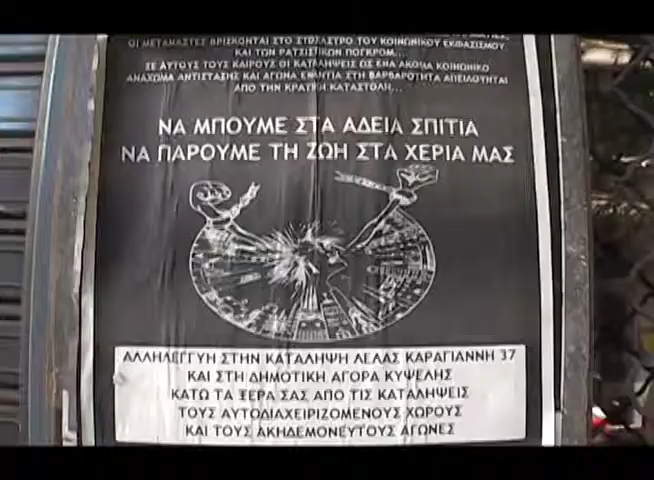 ΟΙ ΜΕΤΑΝΑΣΤΕΣ ΒΡΙΣΚΟΝΤΑΙ ΣΤΟ ΣΤΟΧΑΣΤΡΟ ΤΟΥ ΚΟΙΝΩΝΙΚΟΥ ΕΚΦΑΣΙΣΜΟΥ
ΚΑΙ ΤΩΝ ΡΑΤΣΙΣΤΙΚΩΝ ΠΟΓΚΡΟΜ...
ΣΕ ΑΥΤΟΥΣ ΤΟΥΣ ΚΑΙΡΟΥΣ ΟΙ ΚΑΤΑΛΗΨΕΙΣ ΩΣ ΕΝΑ ΑΚΟΜΑ ΚΟΙΝΩΝΙΚΟ
ΑΝΑΧΩΜΑ ΑΝΤΙΣΤΑΣΗΣ ΚΑΙ ΑΓΩΝΑ ΕΝΑΝΤΙΑ ΣΤΗ ΒΑΡΒΑΡΟΤΗΤΑ ΑΠΕΙΛΟΥΝΤΑΙ
ΑΠΟ ΤΗΝ ΚΡΑΤΙΚΗ ΚΑΤΑΣΤΟΛΗ...
ΝΑ ΜΠΟΥΜΕ ΣΤΑ ΑΔΕΙΑ ΣΠΙΤΙΑ
ΝΑ ΠΑΡΟΥΜΕ ΤΗ ΖΩΗ ΣΤΑ ΧΕΡΙΑ ΜΑΣ
ΑΛΛΗΛΕΓΓΥΗ ΣΤΗΝ ΚΑΤΑΛΗΨΗ ΛΕΛΑΣ ΚΑΡΑΓΙΑΝΝΗ 37
ΚΑΙ ΣΤΗ ΔΗΜΟΤΙΚΗ ΑΓΟΡΑ ΚΥΨΕΛΗΣ
ΚΑΤΩ ΤΑ ΞΕΡΑ ΣΑΣ ΑΠΟ ΤΙΣ ΚΑΤΑΛΗΨΕΙΣ
ΤΟΥΣ ΑΥΤΟΔΙΑΧΕΙΡΙΖΟΜΕΝΟΥΣ ΧΩΡΟΥΣ
ΚΑΙ ΤΟΥΣ ΑΚΗΔΕΜΟΝΕΥΤΟΥΣ ΑΓΩΝΕΣ